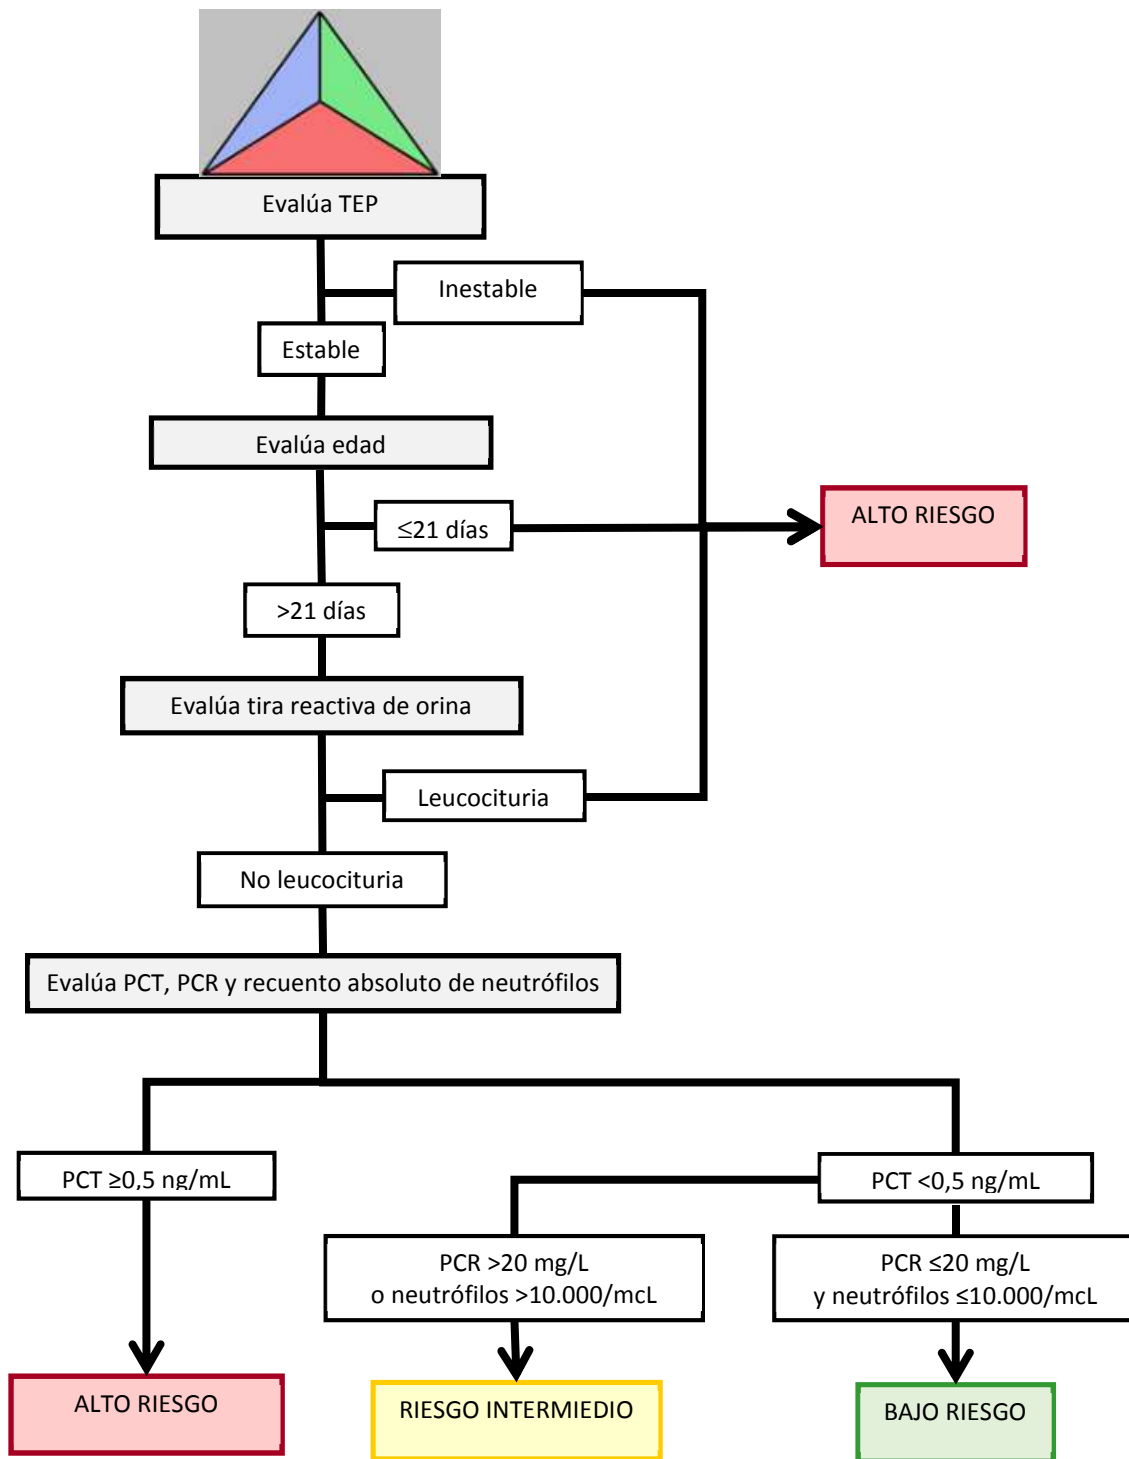 Evalúa TEP
Inestable
Estable
Evalúa edad
≤21 días
ALTO RIESGO
>21 días
Evalúa tira reactiva de orina
Leucocituria
No leucocituria
Evalúa PCT, PCR y recuento absoluto de neutrófilos
PCT ≥0,5 ng/mL
PCT <0,5 ng/mL
PCR >20 mg/L
o neutrófilos >10.000/mcL
PCR ≤20 mg/L
y neutrófilos ≤10.000/mcL
ALTO RIESGO
RIESGO INTERMEDIO
BAJO RIESGO